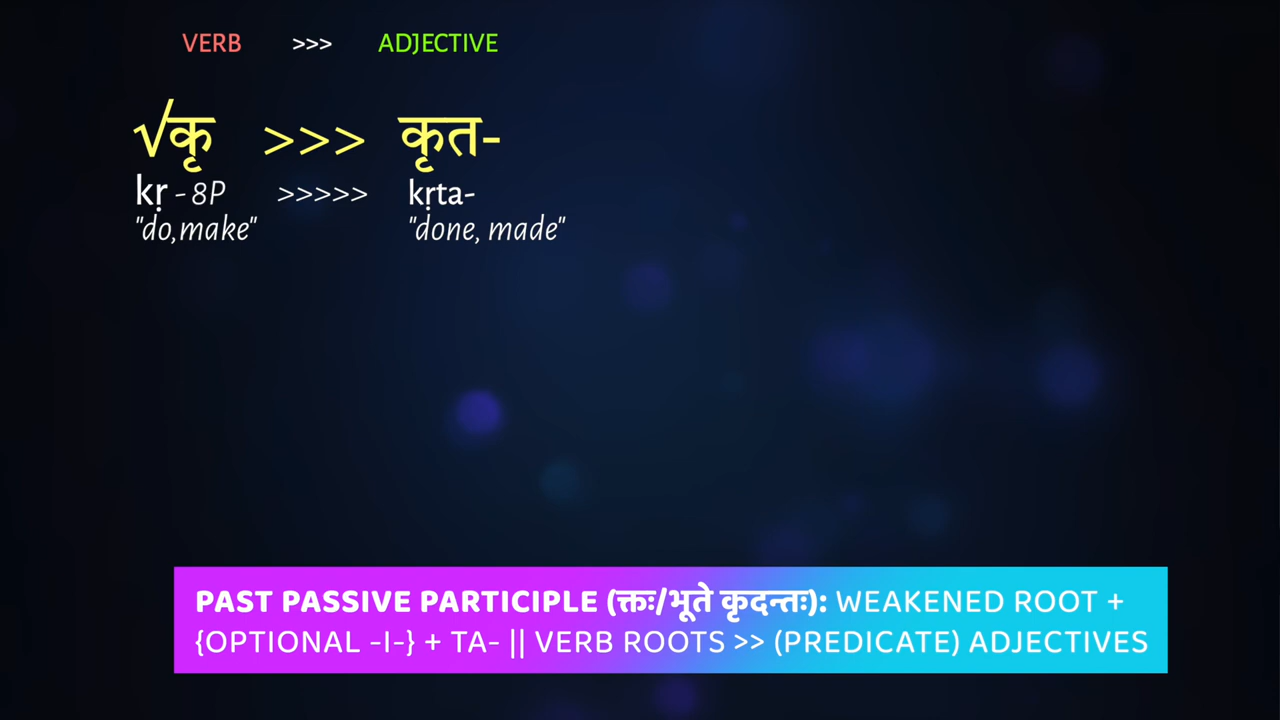 VERB >>> ADJECTIVE
√कृ >>> कृत-
kṛ - 8P >>>>> kṛta-
"do,make" "done, made"
PAST PASSIVE PARTICIPLE (क्तः/भूते कृदन्तः): WEAKENED ROOT +
{OPTIONAL -I-} + TA- || VERB ROOTS >> (PREDICATE) ADJECTIVES